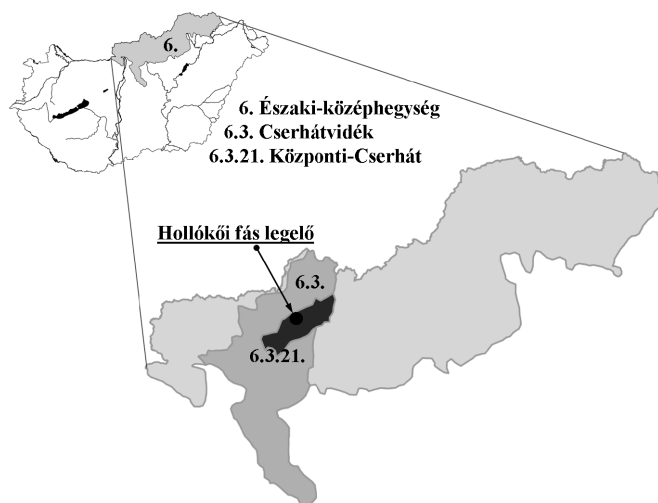 6.
6. Északi-középhegység
6.3. Cserhátvidék
6.3.21. Központi-Cserhát
Hollókői fás legelő
6.3.
6.3.21.